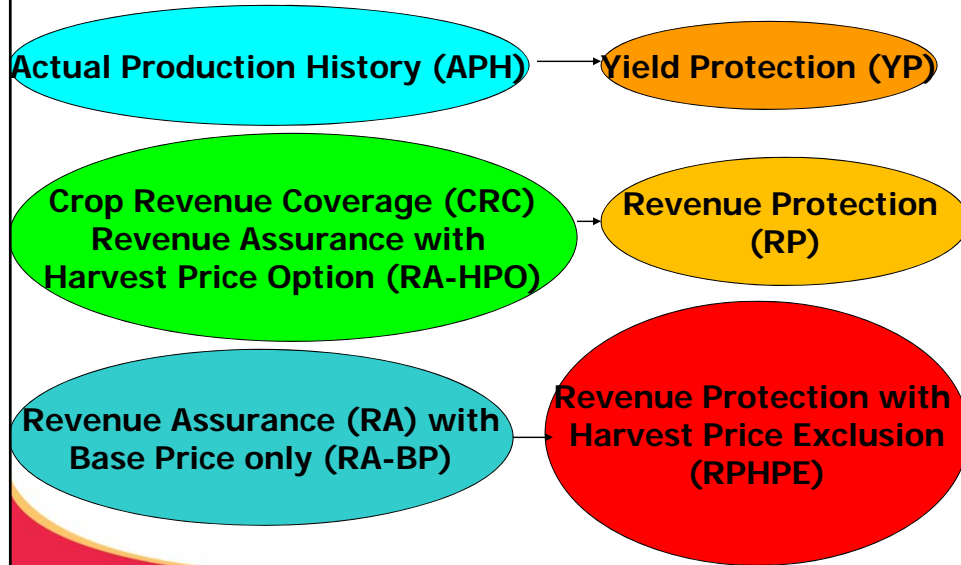 Actual Production History (APH)
Yield Protection (YP)
Crop Revenue Coverage (CRC)
Revenue Assurance with
Harvest Price Option (RA-HPO)
Revenue Protection
(RP)
Revenue Assurance (RA) with
Base Price only (RA-BP)
Revenue Protection with
Harvest Price Exclusion
(RPHPE)